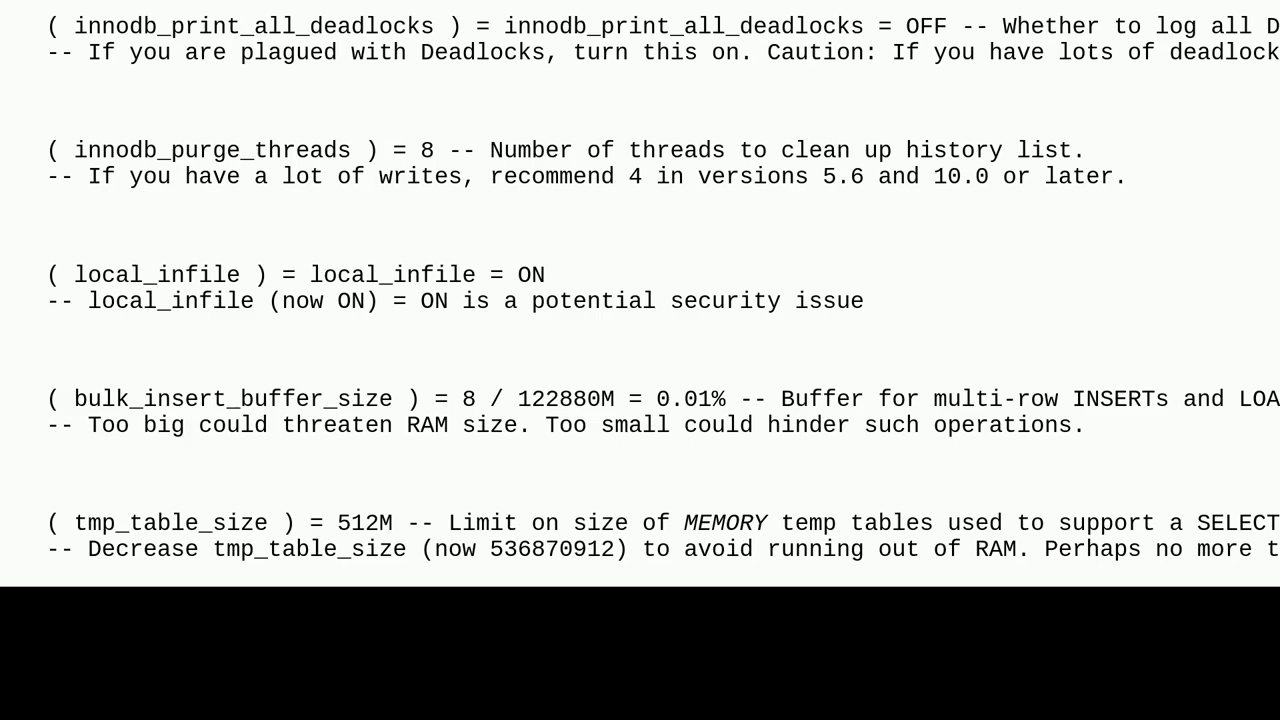 ( innodb_print_all_deadlocks ) = innodb_print_all_deadlocks = OFF -- Whether to log all
-- If you are plagued with Deadlocks, turn this on. Caution: If you have lots of deadlock
( innodb_purge_threads ) = 8 -- Number of threads to clean up history list.
-- If you have a lot of writes, recommend 4 in versions 5.6 and 10.0 or later.
( local_infile ) = local_infile = ON
-- local_infile (now ON) = ON is a potential security issue
( bulk_insert_buffer_size ) = 8 / 122880M = 0.01% -- Buffer for multi-row INSERTs and LOA
-- Too big could threaten RAM size. Too small could hinder such operations.
( tmp_table_size ) = 512M -- Limit on size of MEMORY temp tables used to support a SELECT
-- Decrease tmp_table_size (now 536870912) to avoid running out of RAM. Perhaps no more t